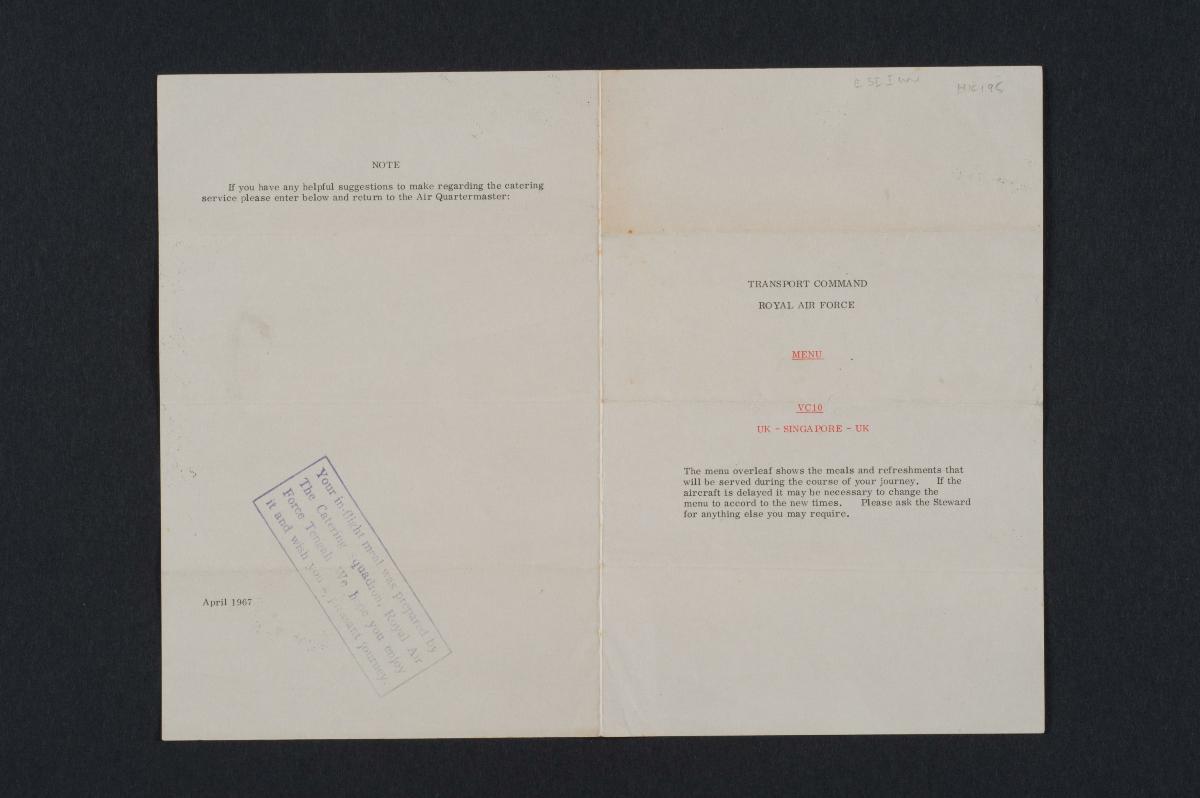 NOTE
If you have any helpful suggestions to make regarding the catering
service please enter below and return to the Air Quartermaster:
Your in-flight meal was prepared by
The Catering Squadron, Royal Air
Force Tengah. We hope you enjoy
it and wish you a pleasant journey.
April 1967
TRANSPORT COMMAND
ROYAL AIR FORCE
MENU
VC10
UK - SINGAPORE - UK
The menu overleaf shows the meals and refreshments that
will be served during the course of your journey. If the
aircraft is delayed it may be necessary to change the
menu to accord to the new times. Please ask the Steward
for anything else you may require.